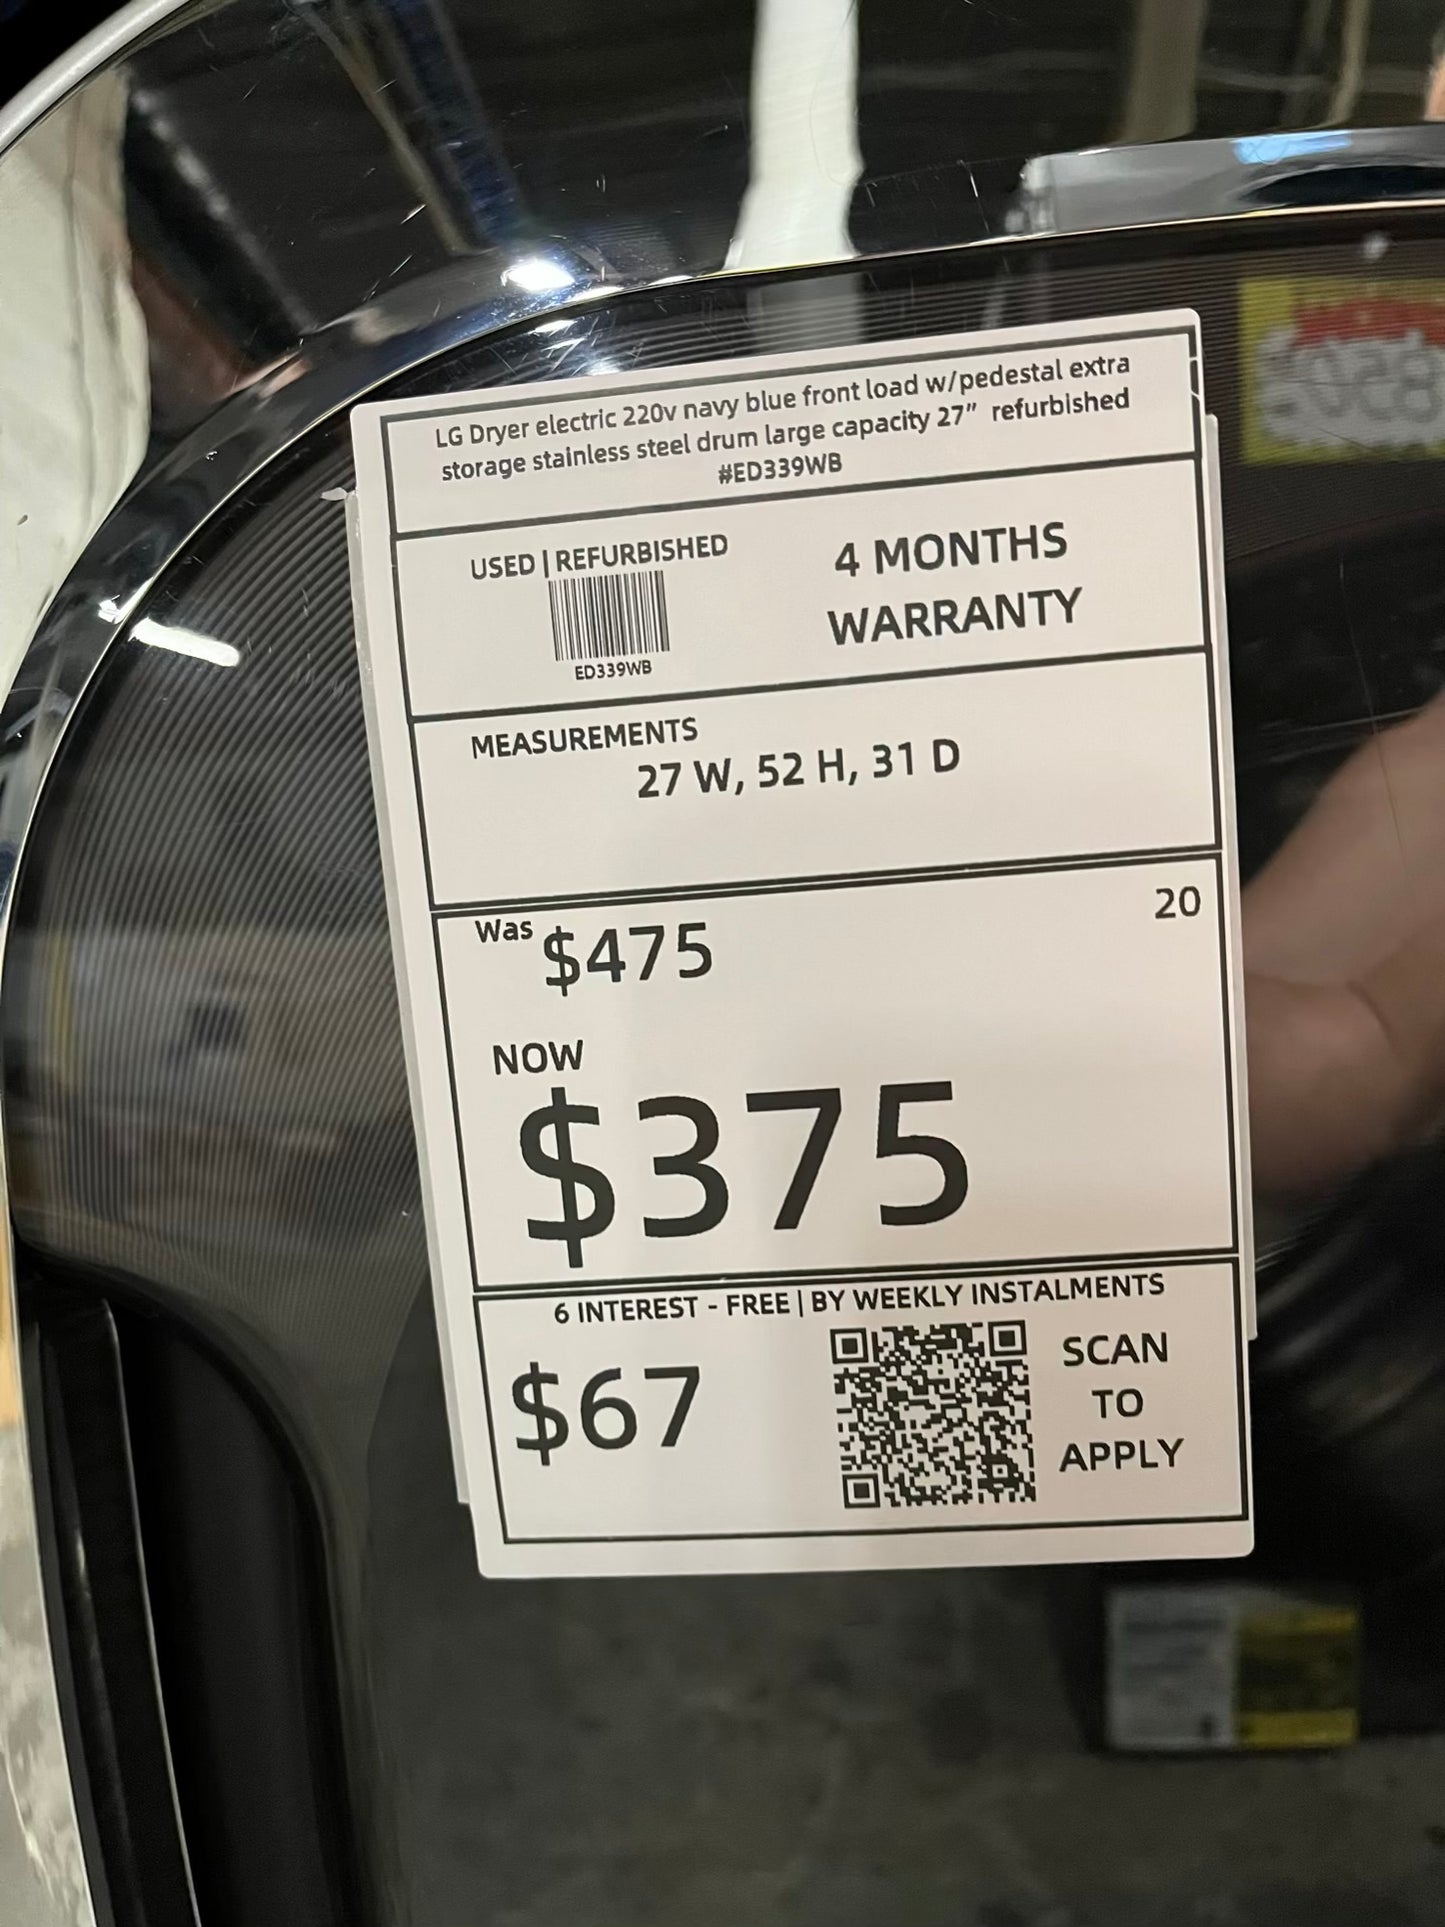 LG Dryer electric 220v navy blue front load w/pedestal extra
storage stainless steel drum large capacity 27” refurbished
#ED339WB
USED | REFURBISHED
ED339WB
4 MONTHS
WARRANTY
MEASUREMENTS
27 W, 52 H, 31 D
20
Was $475
NOW
$375
6 INTEREST - FREE | BY WEEKLY INSTALMENTS
$67
SCAN
TO
APPLY